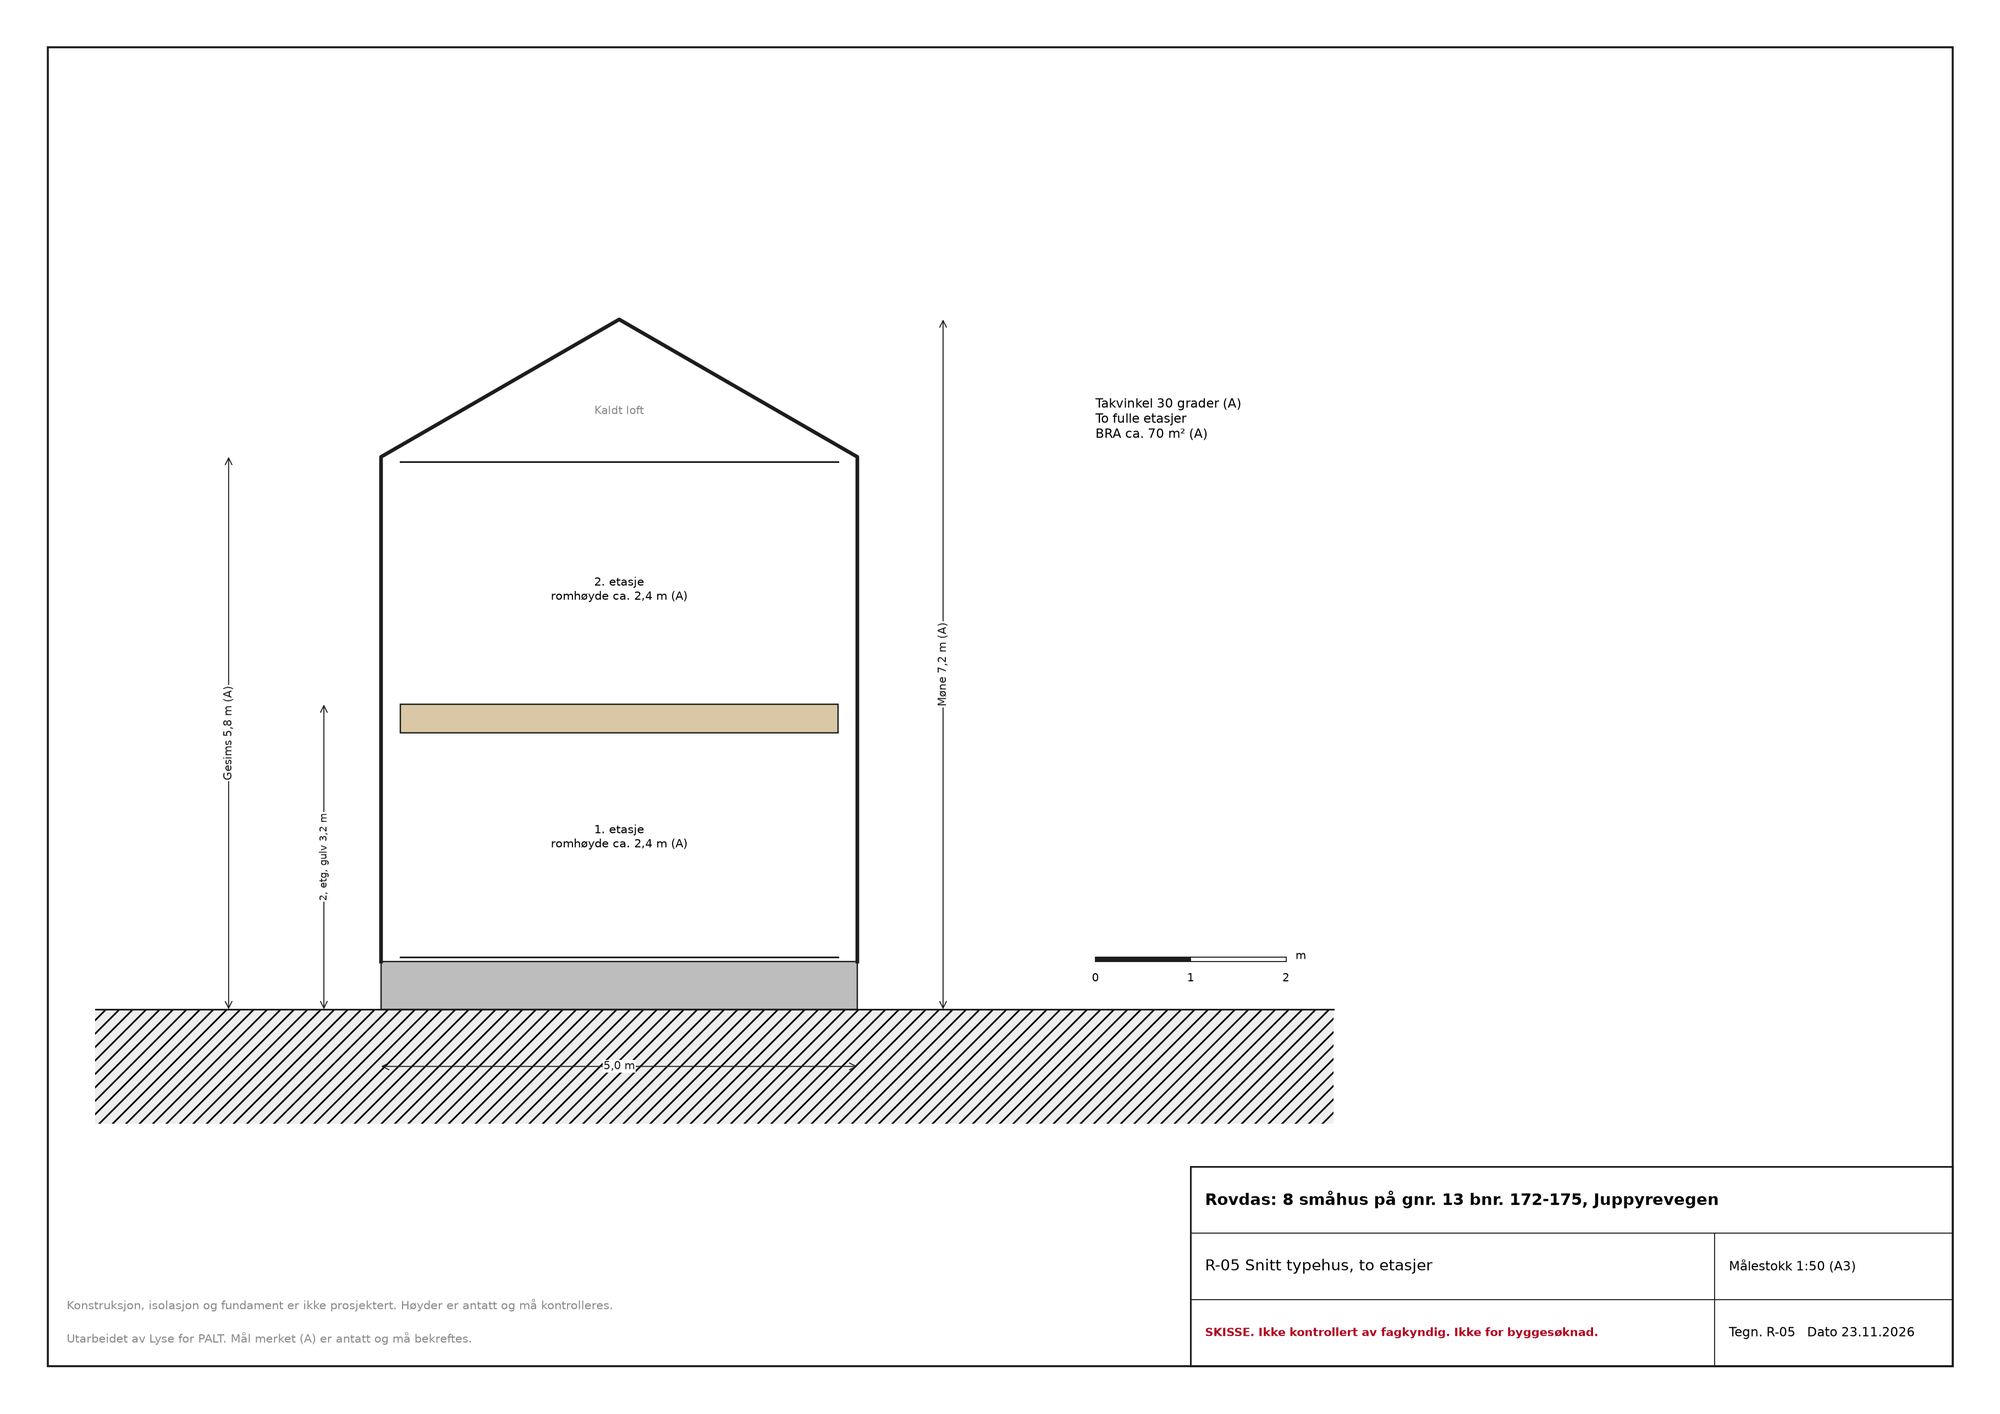 Kaldt loft
Takvinkel 30 grader (A)
To fulle etasjer
BRA ca. 70 m² (A)
2. etasje
romhøyde ca. 2,4 m (A)
Møne 7,2 m (A)
Gesims 5,8 m (A)
2. etg. gulv 3,2 m
1. etasje
romhøyde ca. 2,4 m (A)
m
0 1 2
5,0 m
Rovdas: 8 småhus på gnr. 13 bnr. 172-175, Juppyrevegen
R-05 Snitt typehus, to etasjer
Målestokk 1:50 (A3)
SKISSE. Ikke kontrollert av fagkyndig. Ikke for byggesøknad.
Tegn. R-05 Dato 23.11.2026
Konstruksjon, isolasjon og fundament er ikke prosjektert. Høyder er antatt og må kontrolleres.
Utarbeidet av Lyse for PALT. Mål merket (A) er antatt og må bekreftes.